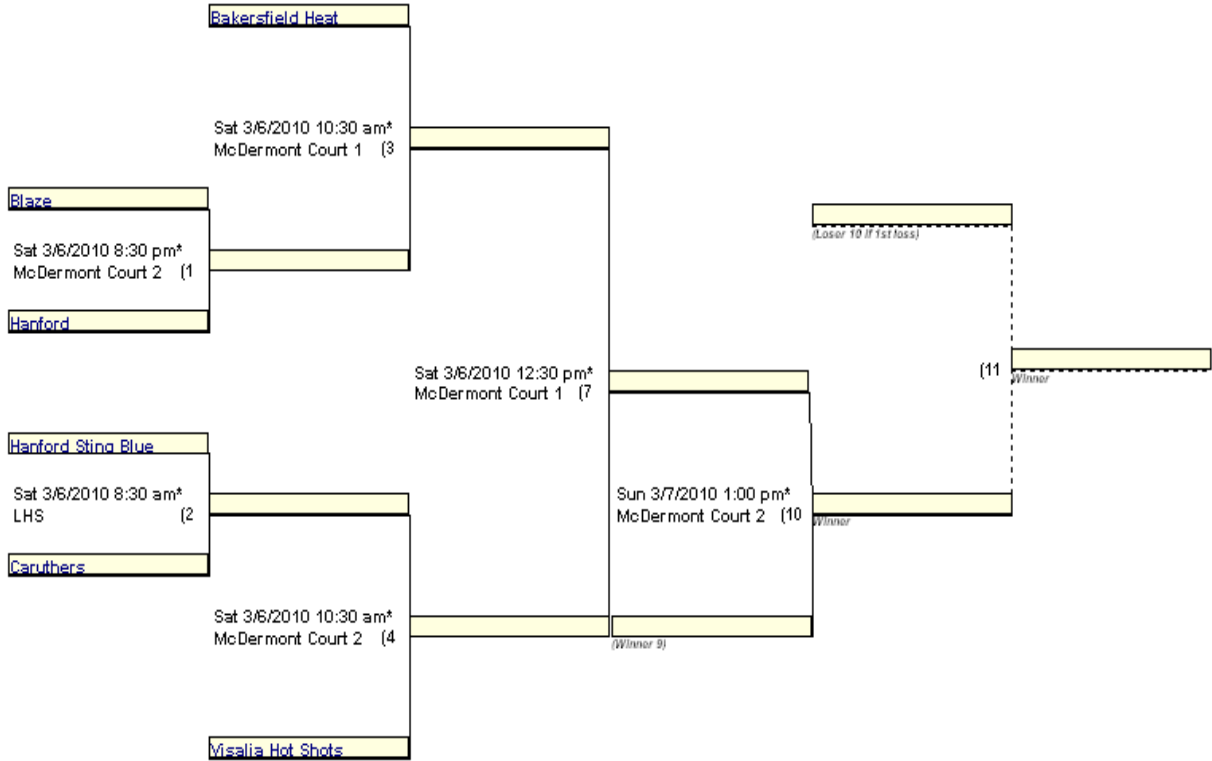 Bakersfield Heat
Sat 3/6/2010 10:30 am*
McDermont Court 1 (3
Blaze
Sat 3/6/2010 8:30 pm*
McDermont Court 2 (1
Hanford
(Loser 10 if 1st loss)
Sat 3/6/2010 12:30 pm*
McDermont Court 1 (7
(11
Winner
Hanford Sting Blue
Sat 3/6/2010 8:30 am*
LHS (2
Caruthers
Sun 3/7/2010 1:00 pm*
McDermont Court 2 (10
Winner
Sat 3/6/2010 10:30 am*
McDermont Court 2 (4
(Winner 9)
Visalia Hot Shots